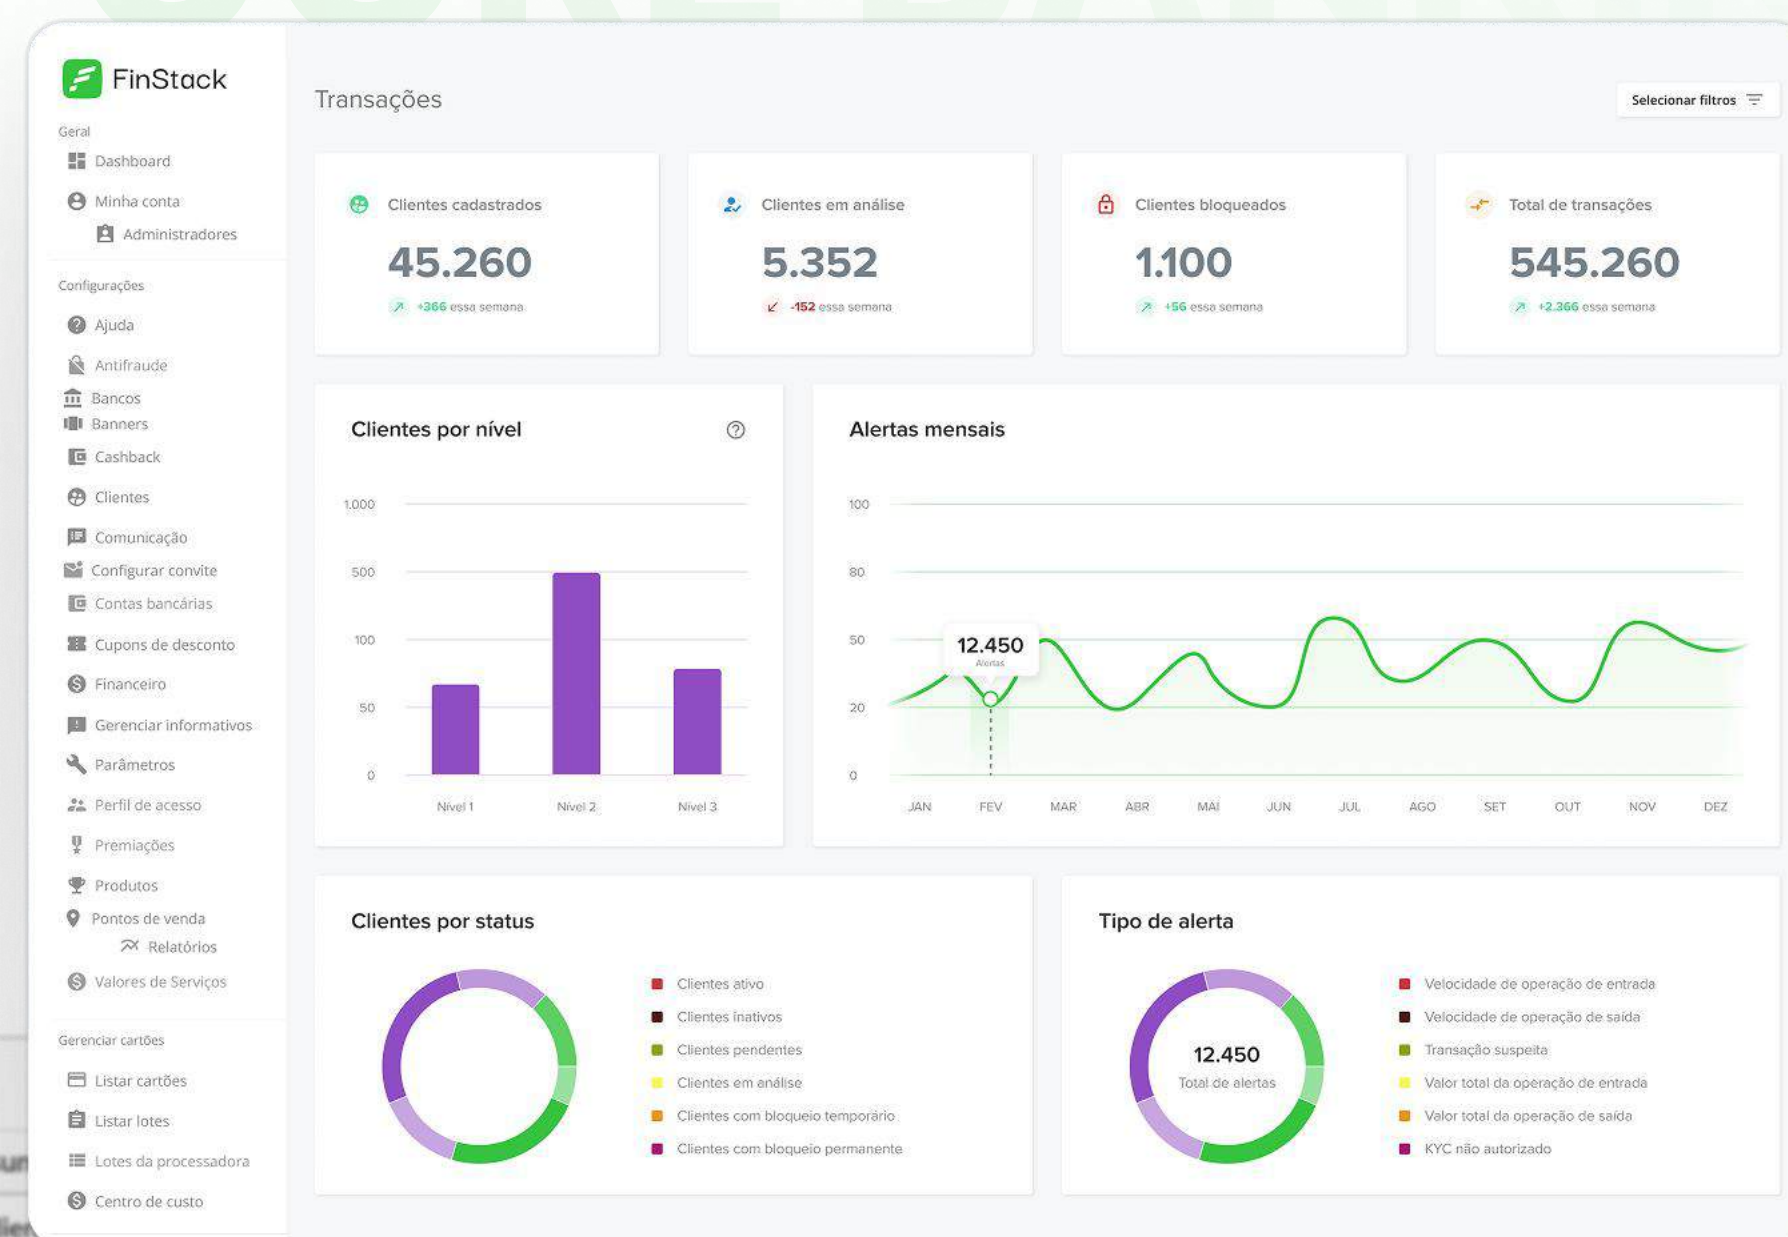 CORE BANKING
FinStack
Geral
Dashboard
Minha conta
Administradores
Configurações
Ajuda
Antifraude
Bancos
Banners
Cashback
Clientes
Comunicação
Configurar convite
Contas bancárias
Cupons de desconto
Financeiro
Gerenciar informativos
Parâmetros
Perfil de acesso
Premiações
Produtos
Pontos de venda
Relatórios
Valores de Serviços
Gerenciar cartões
Listar cartões
Listar lotes
Lotes da processadora
Centro de custo
Transações
Selecionar filtros
Clientes cadastrados
45.260
+366 essa semana
Clientes em análise
5.352
-152 essa semana
Clientes bloqueados
1.100
+56 essa semana
Total de transações
545.260
+2.366 essa semana
Clientes por nível
1.000
500
100
50
0
Nível 1 Nível 2 Nível 3
Alertas mensais
100
80
50
20
0
12.450
Alertas
JAN FEV MAR ABR MAI JUN JUL AGO SET OUT NOV DEZ
Clientes por status
Clientes ativo
Clientes inativos
Clientes pendentes
Clientes em análise
Clientes com bloqueio temporário
Clientes com bloqueio permanente
Tipo de alerta
12.450
Total de alertas
Velocidade de operação de entrada
Velocidade de operação de saída
Transação suspeita
Valor total da operação de entrada
Valor total da operação de saída
KYC não autorizado